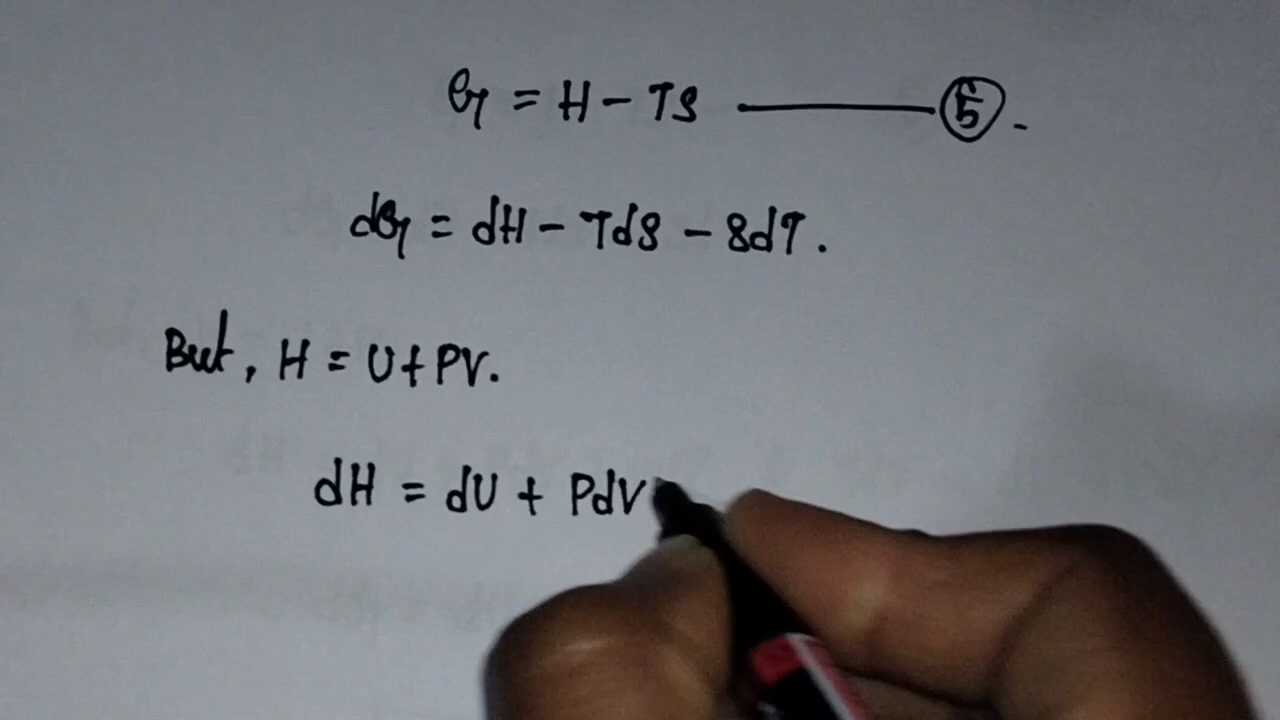 G = H - TS ——— ⑤.
dG = dH - TdS - SdT.
But, H = U + PV.
dH = dU + PdV